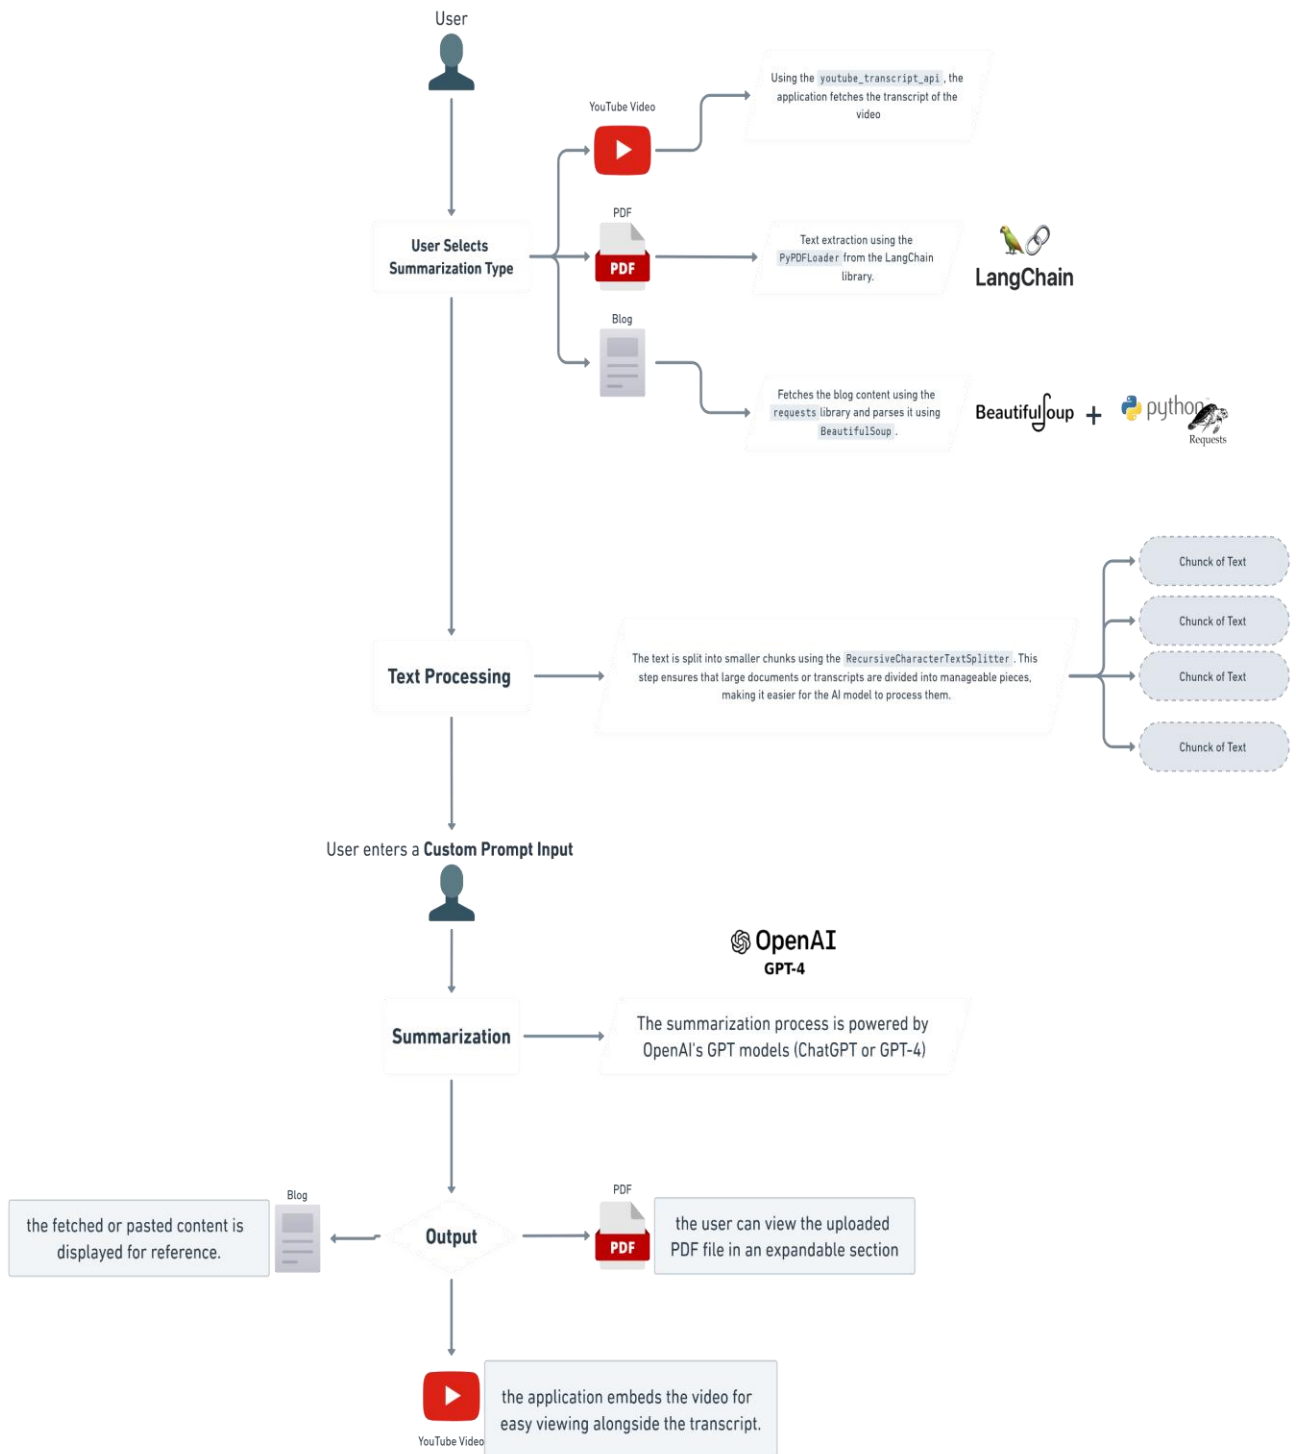 User
YouTube Video
Using the youtube_transcript_api, the
application fetches the transcript of the
video
User Selects
Summarization Type
PDF
PDF
Text extraction using the
PyPDFLoader from the LangChain
library.
LangChain
Blog
Fetches the blog content using the
requests library and parses it using
BeautifulSoup.
BeautifulSoup + python
Requests
Text Processing
The text is split into smaller chunks using the RecursiveCharacterTextSplitter. This
step ensures that large documents or transcripts are divided into manageable pieces,
making it easier for the AI model to process them.
Chunck of Text
Chunck of Text
Chunck of Text
Chunck of Text
User enters a Custom Prompt Input
OpenAI
GPT-4
Summarization
The summarization process is powered by
OpenAI's GPT models (ChatGPT or GPT-4)
Blog
the fetched or pasted content is
displayed for reference.
Output
PDF
PDF
the user can view the uploaded
PDF file in an expandable section
YouTube Video
the application embeds the video for
easy viewing alongside the transcript.